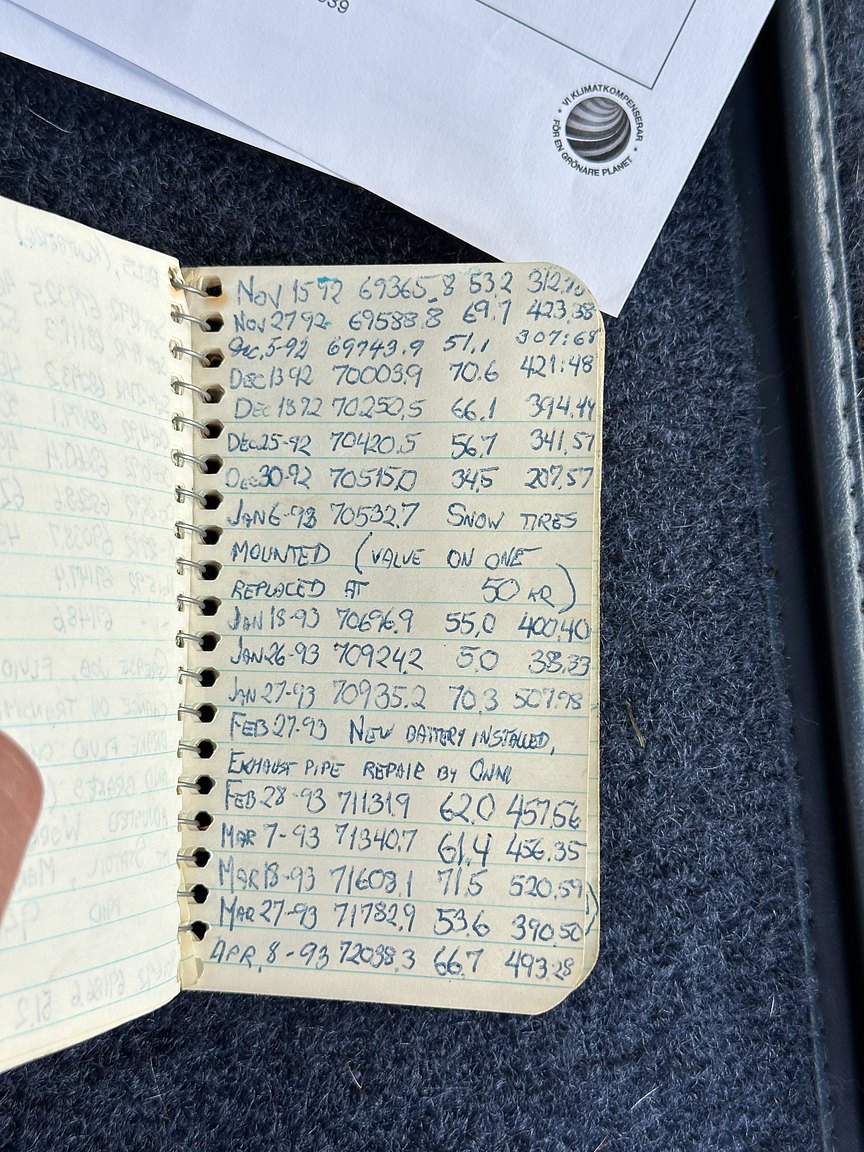 39
• VI KLIMATKOMPENSERAR •
FÖR EN GRÖNARE PLANET
NOV 15 92 69365.8 53.2 312.
NOV 27 92 69588.8 69.7 423.38
DEC. 5-92 69743.9 51.1 307:68
DEC 13 92 70003.9 70.6 421:48
DEC 18 92 70250.5 66.1 394.44
DEC 25-92 70420.5 56.7 341.57
DEC 30-92 70515.0 34.5 207.57
JAN 6-93 70532.7 SNOW TIRES
MOUNTED (VALVE ON ONE
REPLACED AT 50 KR)
JAN 18-93 70696.9 55.0 400.40
JAN 26-93 70924.2 5.0 38.33
JAN 27-93 70935.2 70.3 507.98
FEB 27-93 NEW BATTERY INSTALLED,
EXHAUST PIPE REPAIR BY
FEB 28-93 71131.9 62.0 457.56
MAR 7-93 71340.7 61.4 456.35
MAR 18-93 71608.1 71.5 520.59
MAR 27-93 71782.9 53.6 390.50
APR. 8-93 72038.3 66.7 493.28